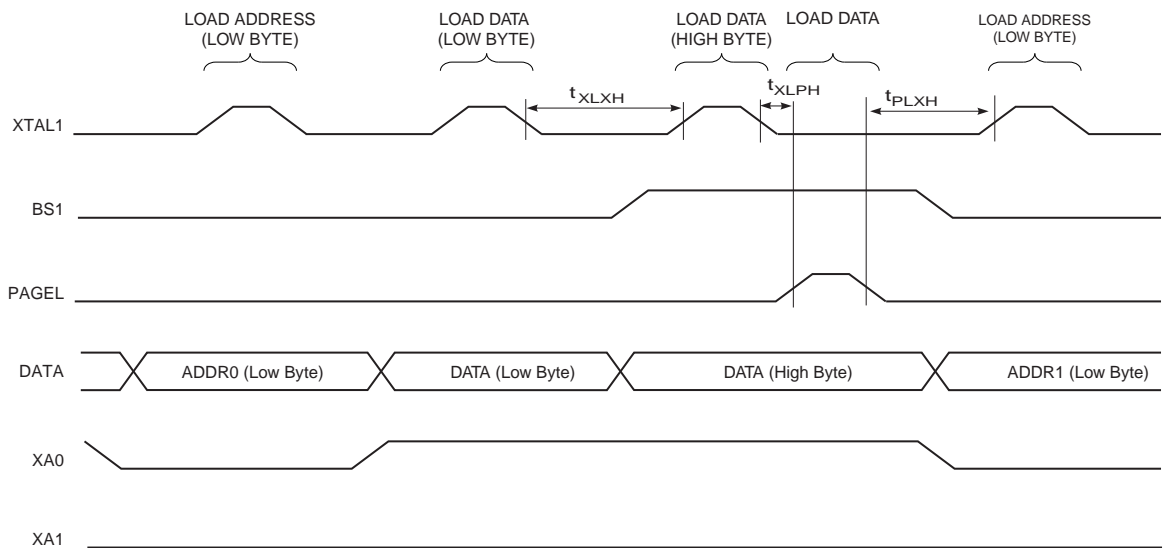 LOAD ADDRESS
(LOW BYTE)
LOAD DATA
(LOW BYTE)
LOAD DATA
(HIGH BYTE)
LOAD DATA
LOAD ADDRESS
(LOW BYTE)
XTAL1
tXLXH
tXLPH
tPLXH
BS1
PAGEL
DATA
ADDR0 (Low Byte)
DATA (Low Byte)
DATA (High Byte)
ADDR1 (Low Byte)
XA0
XA1